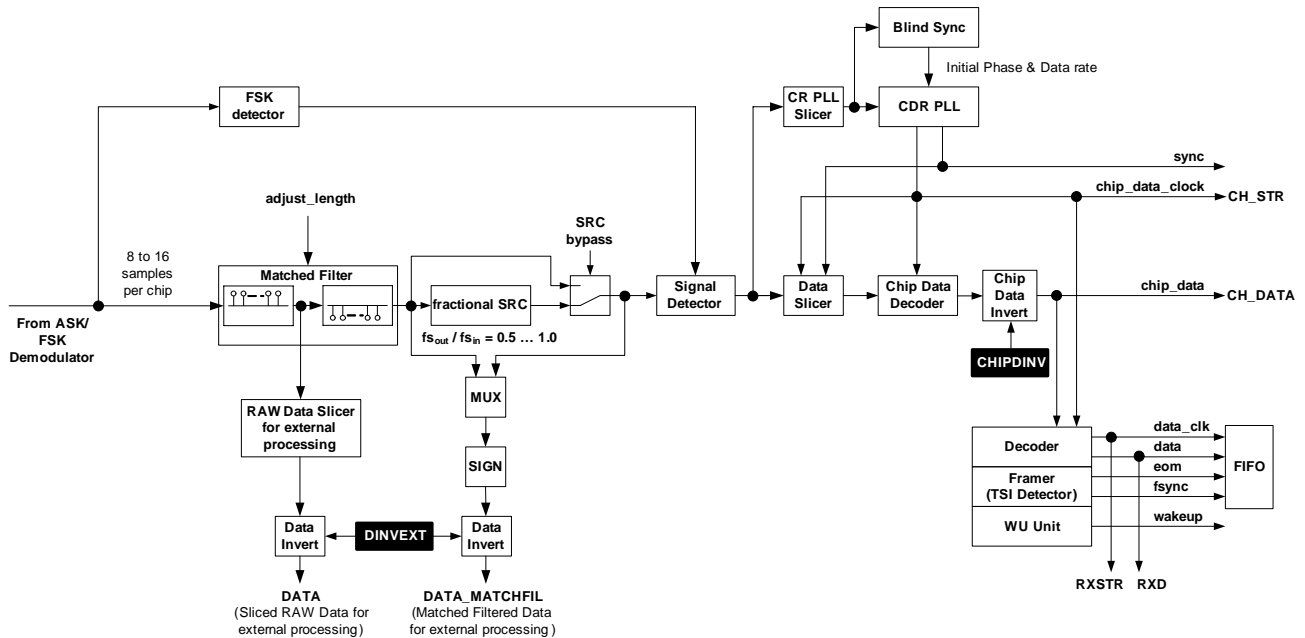 Blind Sync
Initial Phase & Data rate
FSK
detector
CR PLL
Slicer
CDR PLL
sync
adjust_length
chip_data_clock
CH_STR
SRC
bypass
8 to 16
samples
per chip
Matched Filter
fractional SRC
Signal
Detector
Data
Slicer
Chip Data
Decoder
Chip
Data
Invert
chip_data
CH_DATA
From ASK/
FSK
Demodulator
fsout / fsin = 0.5 … 1.0
CHIPDINV
MUX
RAW Data Slicer
for external
processing
SIGN
Decoder
Framer
(TSI Detector)
WU Unit
data_clk
data
eom
fsync
wakeup
FIFO
Data
Invert
DINVEXT
Data
Invert
RXSTR
RXD
DATA
(Sliced RAW Data for
external processing)
DATA_MATCHFIL
(Matched Filtered Data
for external processing)